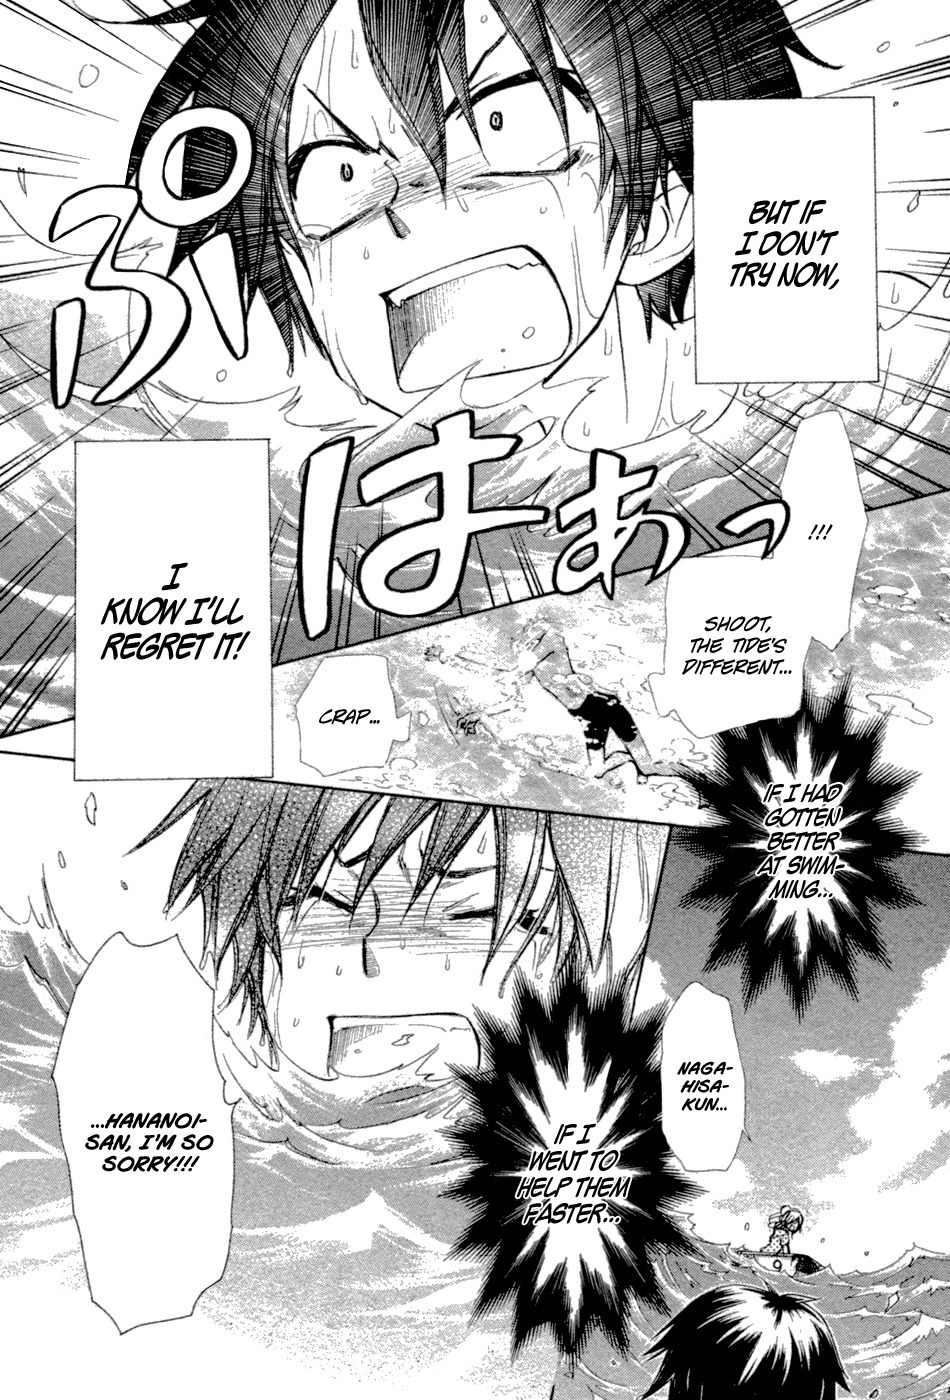 BUT IF
I DON'T
TRY NOW,
ぷ
はぁっ
I
KNOW I'LL
REGRET IT!
!!!
SHOOT,
THE TIDE'S
DIFFERENT...
CRAP...
IF I HAD
GOTTEN
BETTER
AT SWIM-
MING...
NAGA-
HISA-
KUN...
IF I
WENT TO
HELP THEM
FASTER...
...HANANOI-
SAN, I'M SO
SORRY!!!
9